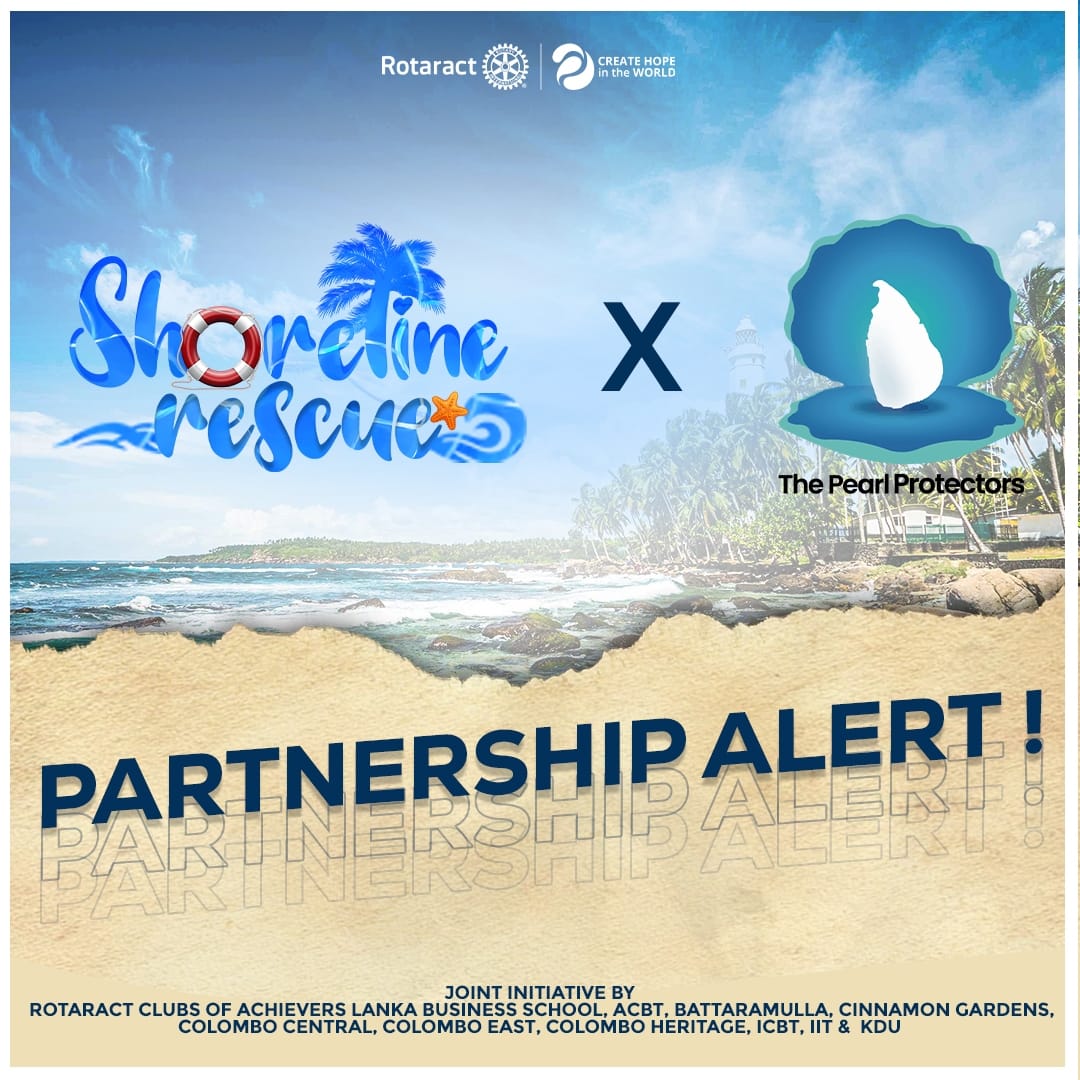 Rotaract
CREATE HOPE
in the WORLD
Shoreline
rescue
X
The Pearl Protectors
PARTNERSHIP ALERT !
PARTNERSHIP ALERT !
PARTNERSHIP ALERT !
JOINT INITIATIVE BY
ROTARACT CLUBS OF ACHIEVERS LANKA BUSINESS SCHOOL, ACBT, BATTARAMULLA, CINNAMON GARDENS,
COLOMBO CENTRAL, COLOMBO EAST, COLOMBO HERITAGE, ICBT, IIT & KDU